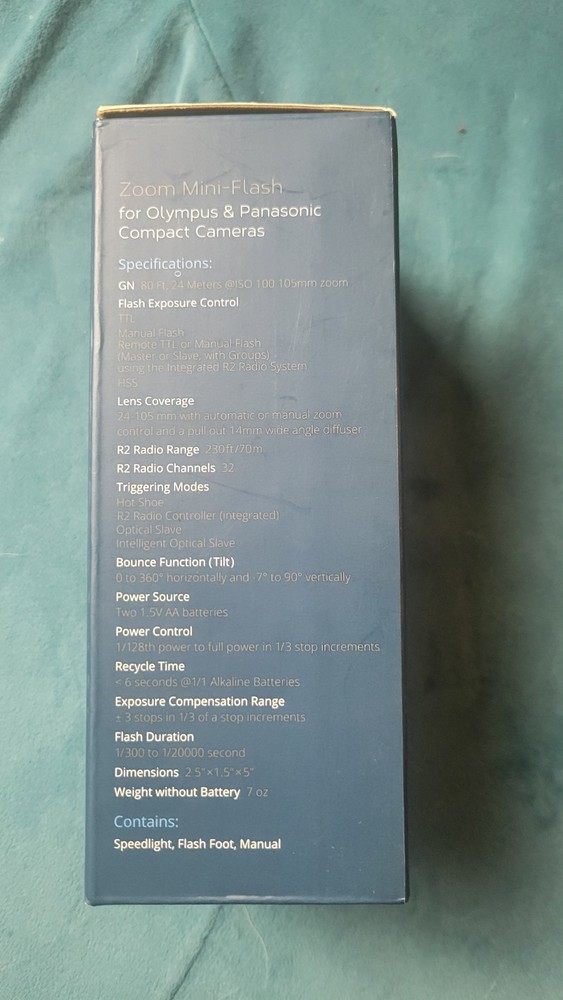 Zoom Mini-Flash
for Olympus & Panasonic
Compact Cameras
Specifications:
GN 80 Ft. 24 Meters @ISO 100 105mm zoom
Flash Exposure Control
TTL
Manual Flash
Remote TTL or Manual Flash
(Master or Slave, with Groups)
using the Integrated R2 Radio System
HSS
Lens Coverage
24-105 mm with automatic or manual zoom
control and a pull out 14mm wide angle diffuser
R2 Radio Range 230ft/70m
R2 Radio Channels 32
Triggering Modes
Hot Shoe
R2 Radio Controller (integrated)
Optical Slave
Intelligent Optical Slave
Bounce Function (Tilt)
0 to 360° horizontally and -7° to 90° vertically
Power Source
Two 1.5V AA batteries
Power Control
1/128th power to full power in 1/3 stop increments
Recycle Time
< 6 seconds @1/1 Alkaline Batteries
Exposure Compensation Range
± 3 stops in 1/3 of a stop increments
Flash Duration
1/300 to 1/20000 second
Dimensions 2.5"×1.5"×5"
Weight without Battery 7 oz
Contains:
Speedlight, Flash Foot, Manual